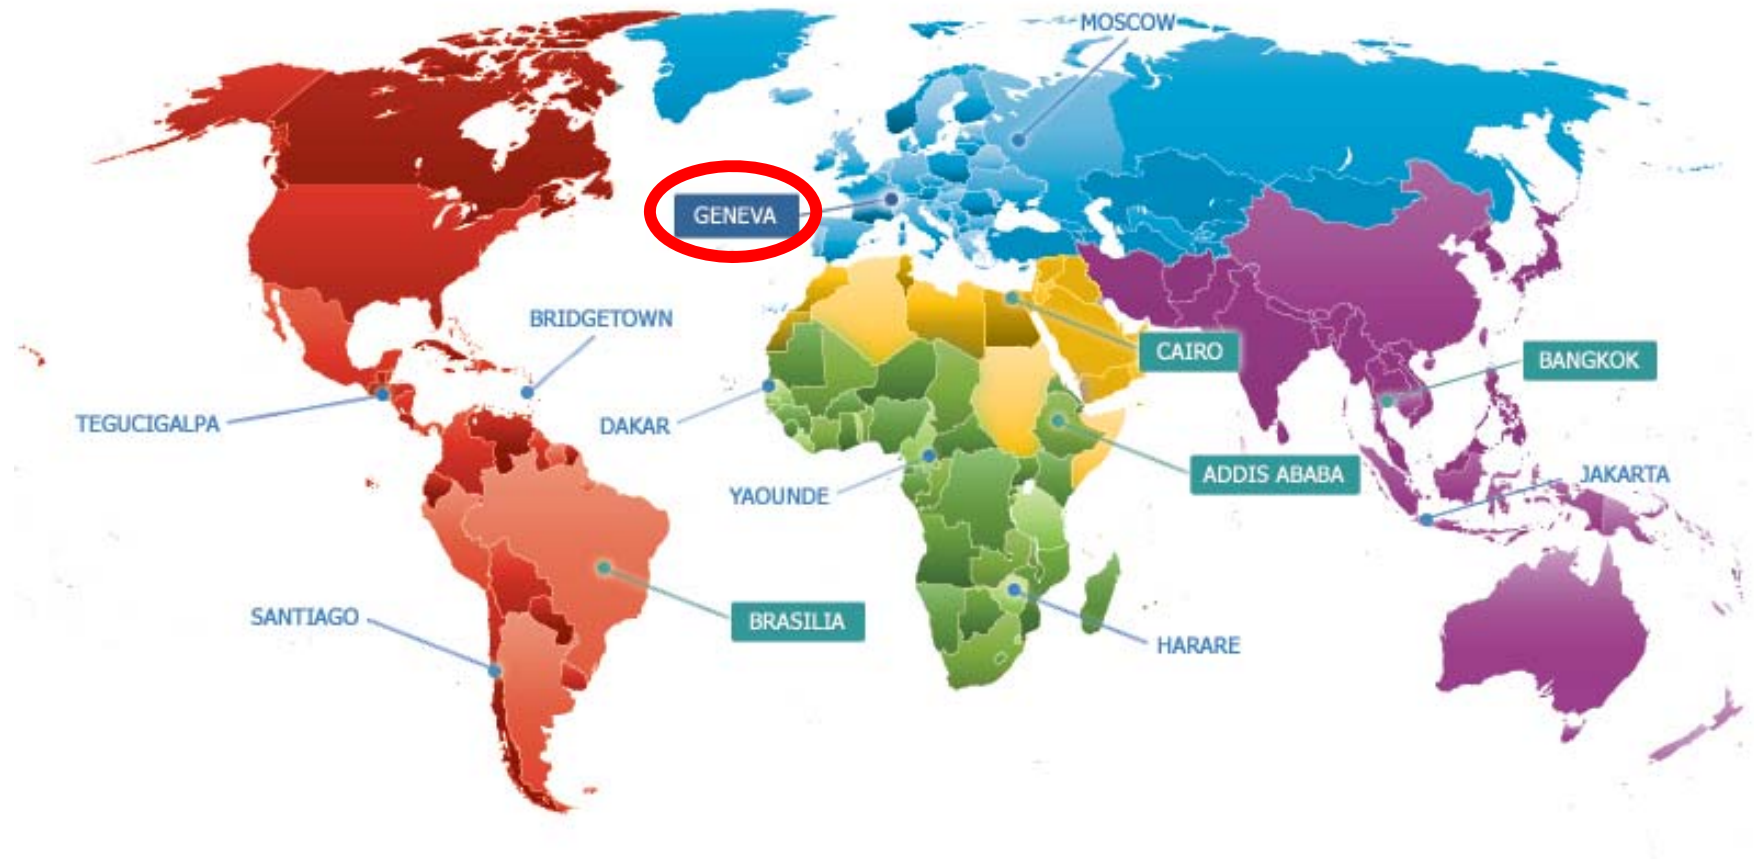 MOSCOW
GENEVA
BRIDGETOWN
CAIRO
BANGKOK
TEGUCIGALPA
DAKAR
ADDIS ABABA
JAKARTA
YAOUNDE
SANTIAGO
BRASILIA
HARARE